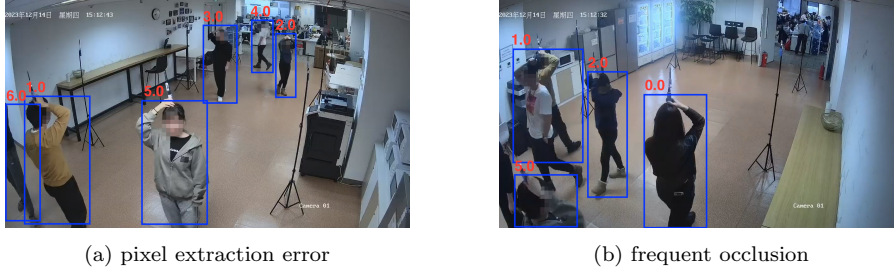 2023年12月14日 星期四 15:12:43
3.0
4.0
2.0
6.0
1.0
5.0
Camera 01
(a) pixel extraction error
2023年12月14日 星期四 15:12:32
1.0
2.0
0.0
5.0
Camera 01
(b) frequent occlusion